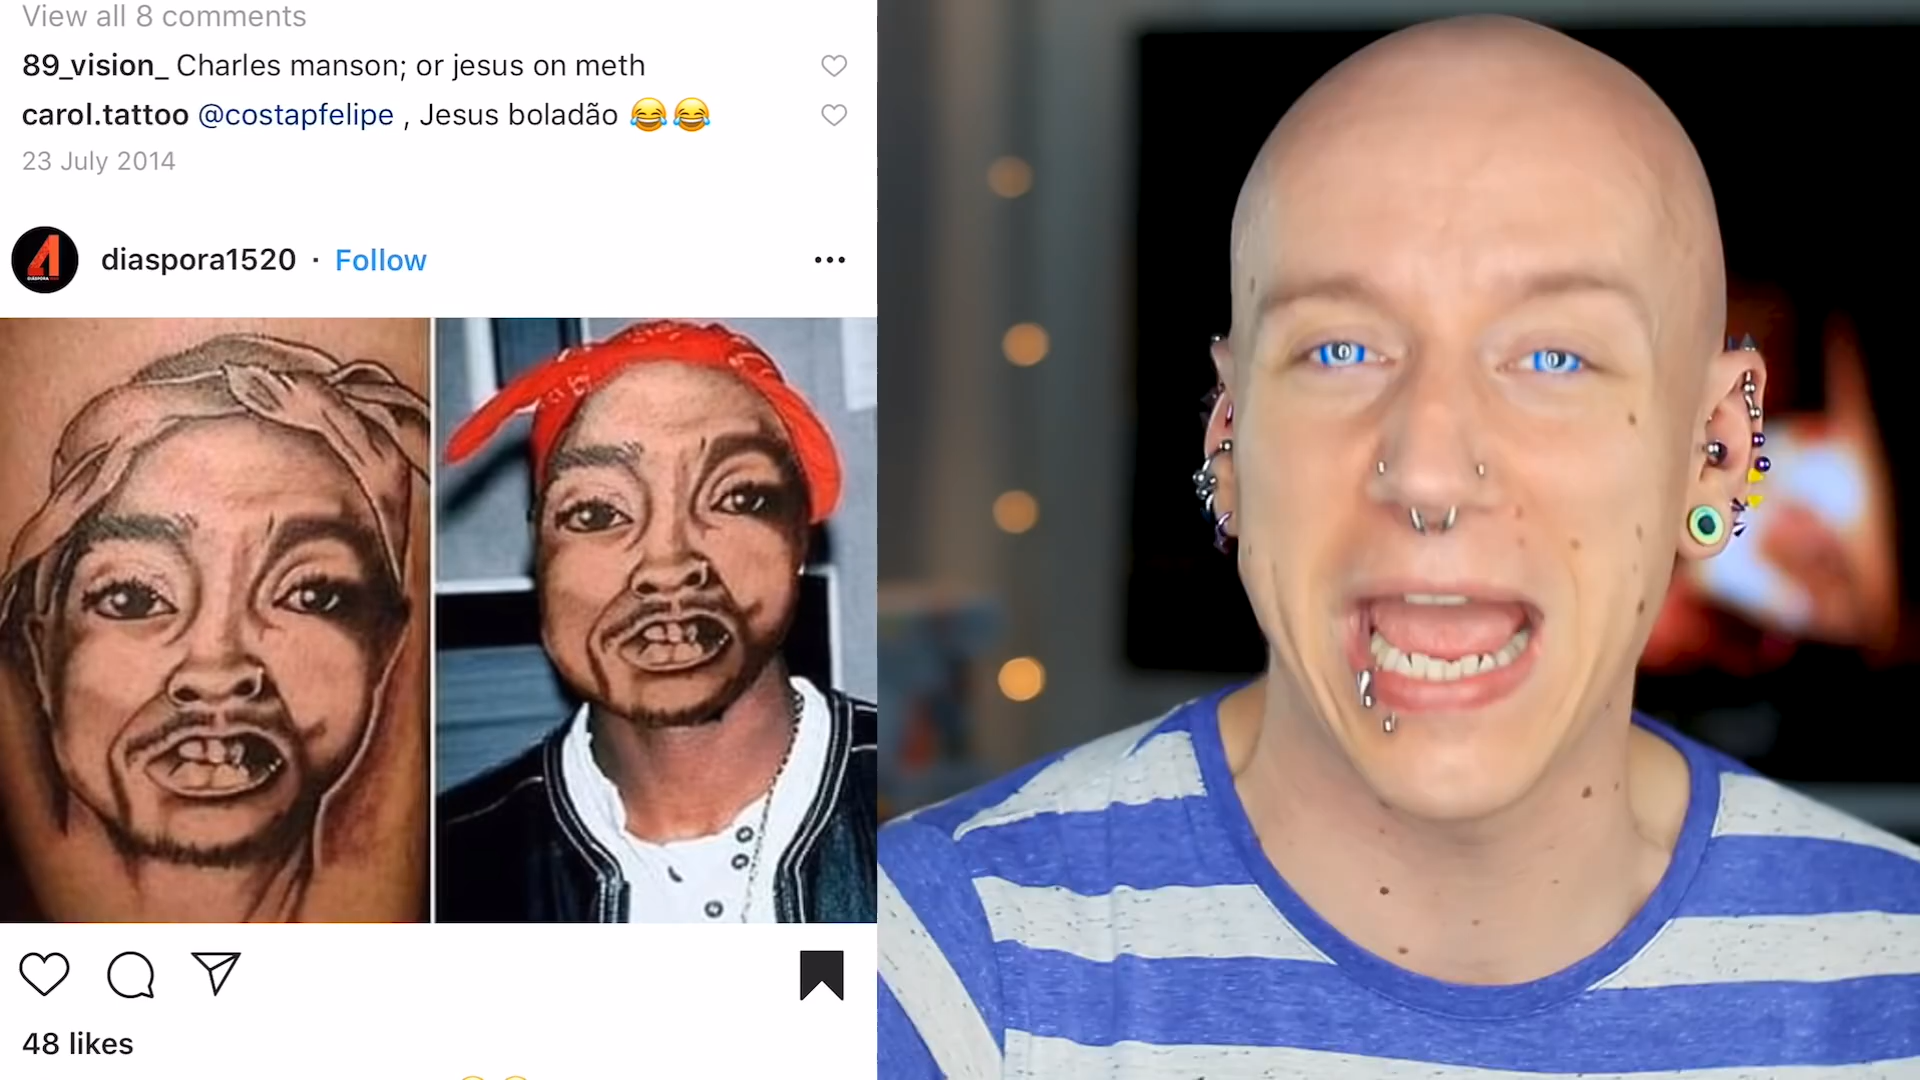 View all 8 comments
89_vision_ Charles manson; or jesus on meth
carol.tattoo @costapfelipe , Jesus boladão 😂😂
23 July 2014
diaspora1520 · Follow
48 likes